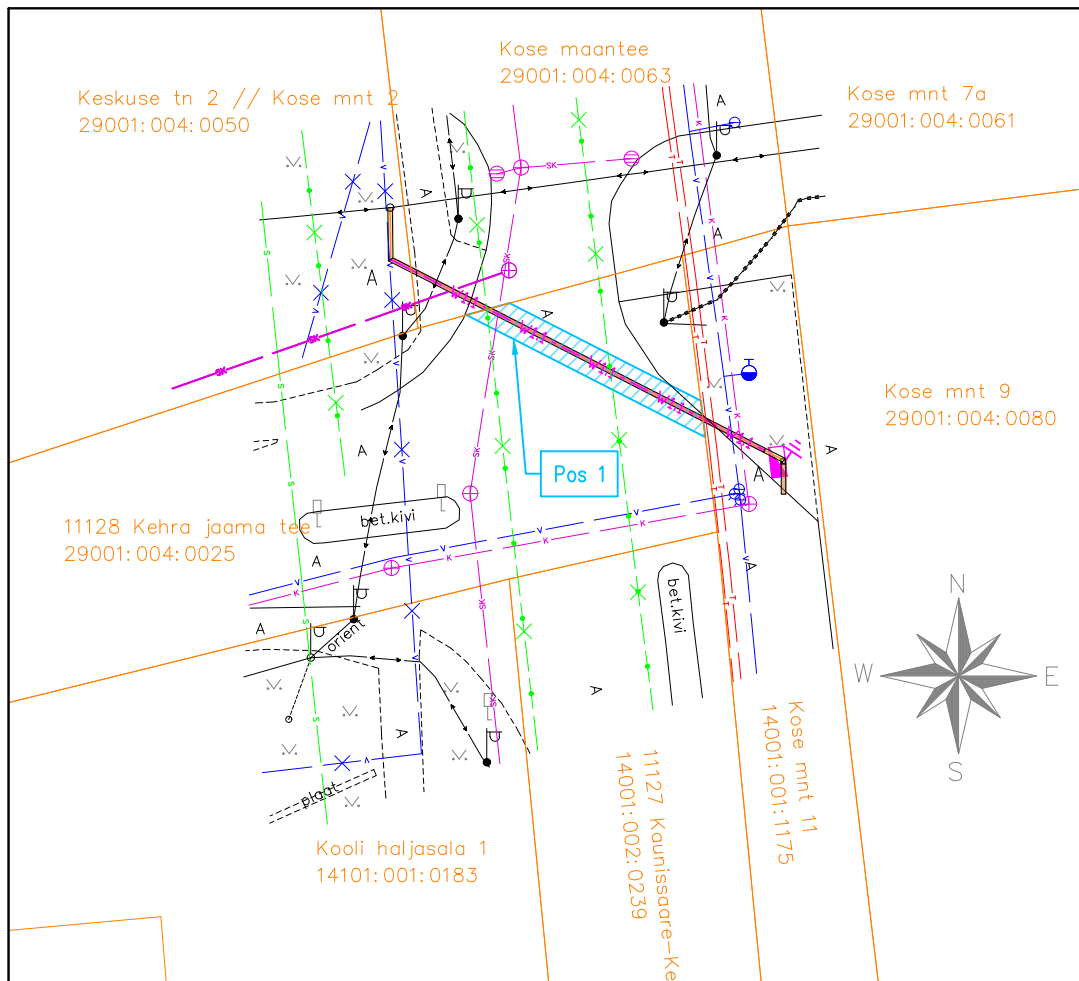 Kose maantee
29001:004:0063
Keskuse tn 2 // Kose mnt 2
29001:004:0050
Kose mnt 7a
29001:004:0061
Kose mnt 9
29001:004:0080
Pos 1
11128 Kehra jaama tee
29001:004:0025
bet.kivi
bet.kivi
orient
plaat
Kooli haljasala 1
14101:001:0183
11127 Kaunissaare-Ke
14001:002:0239
Kose mnt 11
14001:001:1175
N
W
E
S